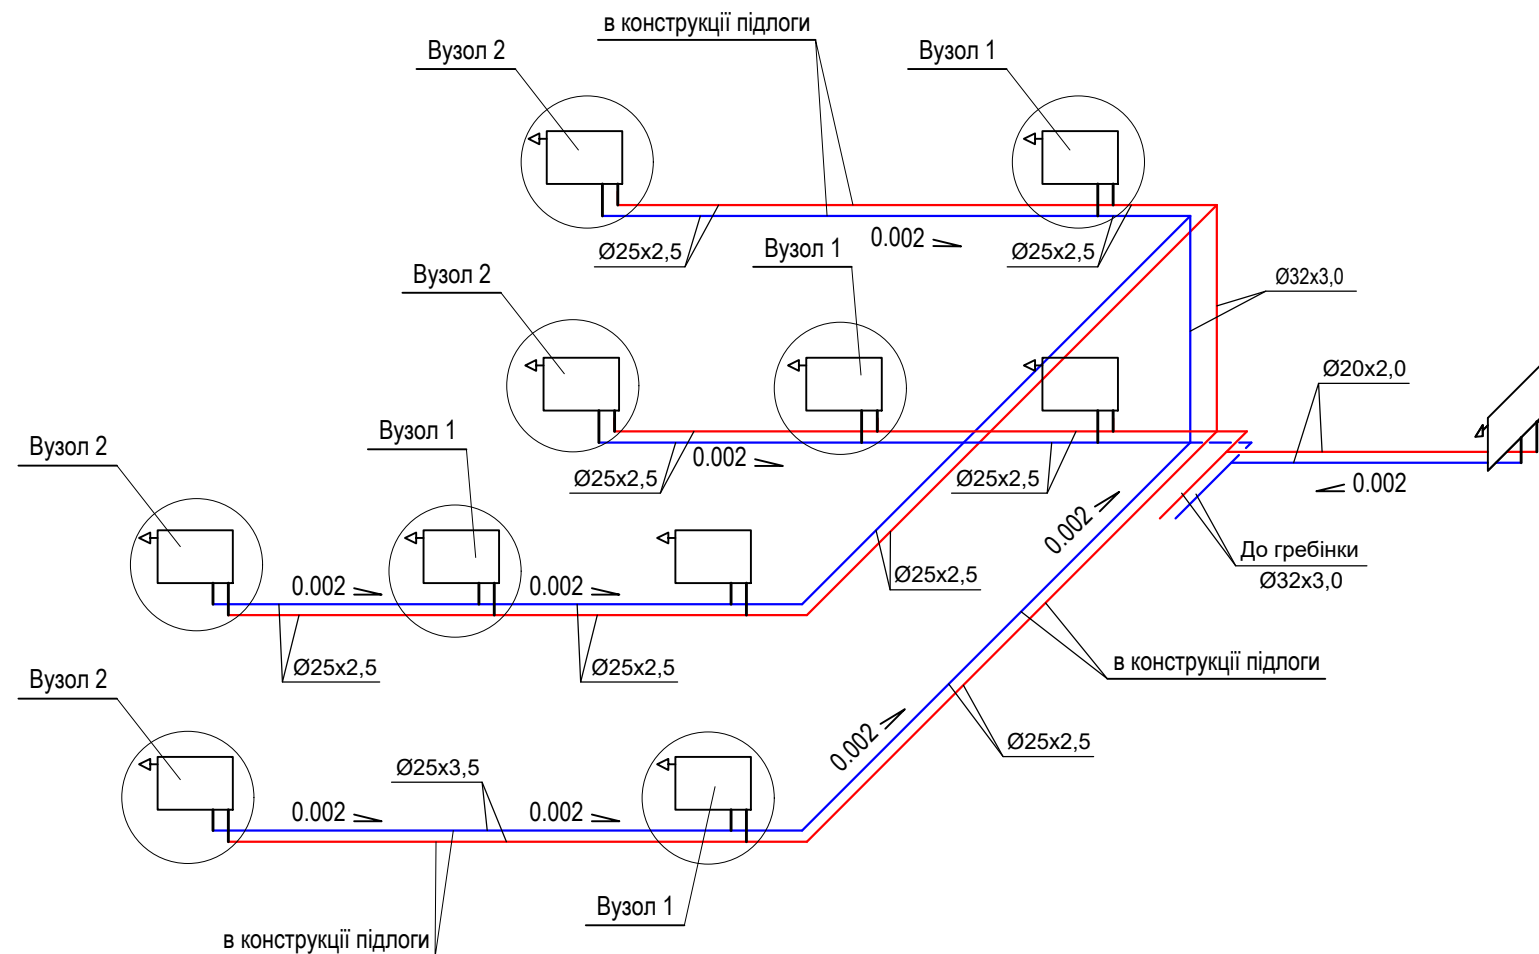 в конструкції підлоги
Вузол 2
Вузол 1
0.002
Ø25x2,5
Ø25x2,5
Вузол 1
Вузол 2
Ø32x3,0
Ø20x2,0
Вузол 1
Вузол 2
0.002
Ø25x2,5
Ø25x2,5
0.002
0.002
До гребінки
Ø32x3,0
0.002
0.002
Ø25x2,5
Ø25x2,5
Ø25x2,5
в конструкції підлоги
Вузол 2
0.002
Ø25x2,5
Ø25x3,5
0.002
0.002
Вузол 1
в конструкції підлоги